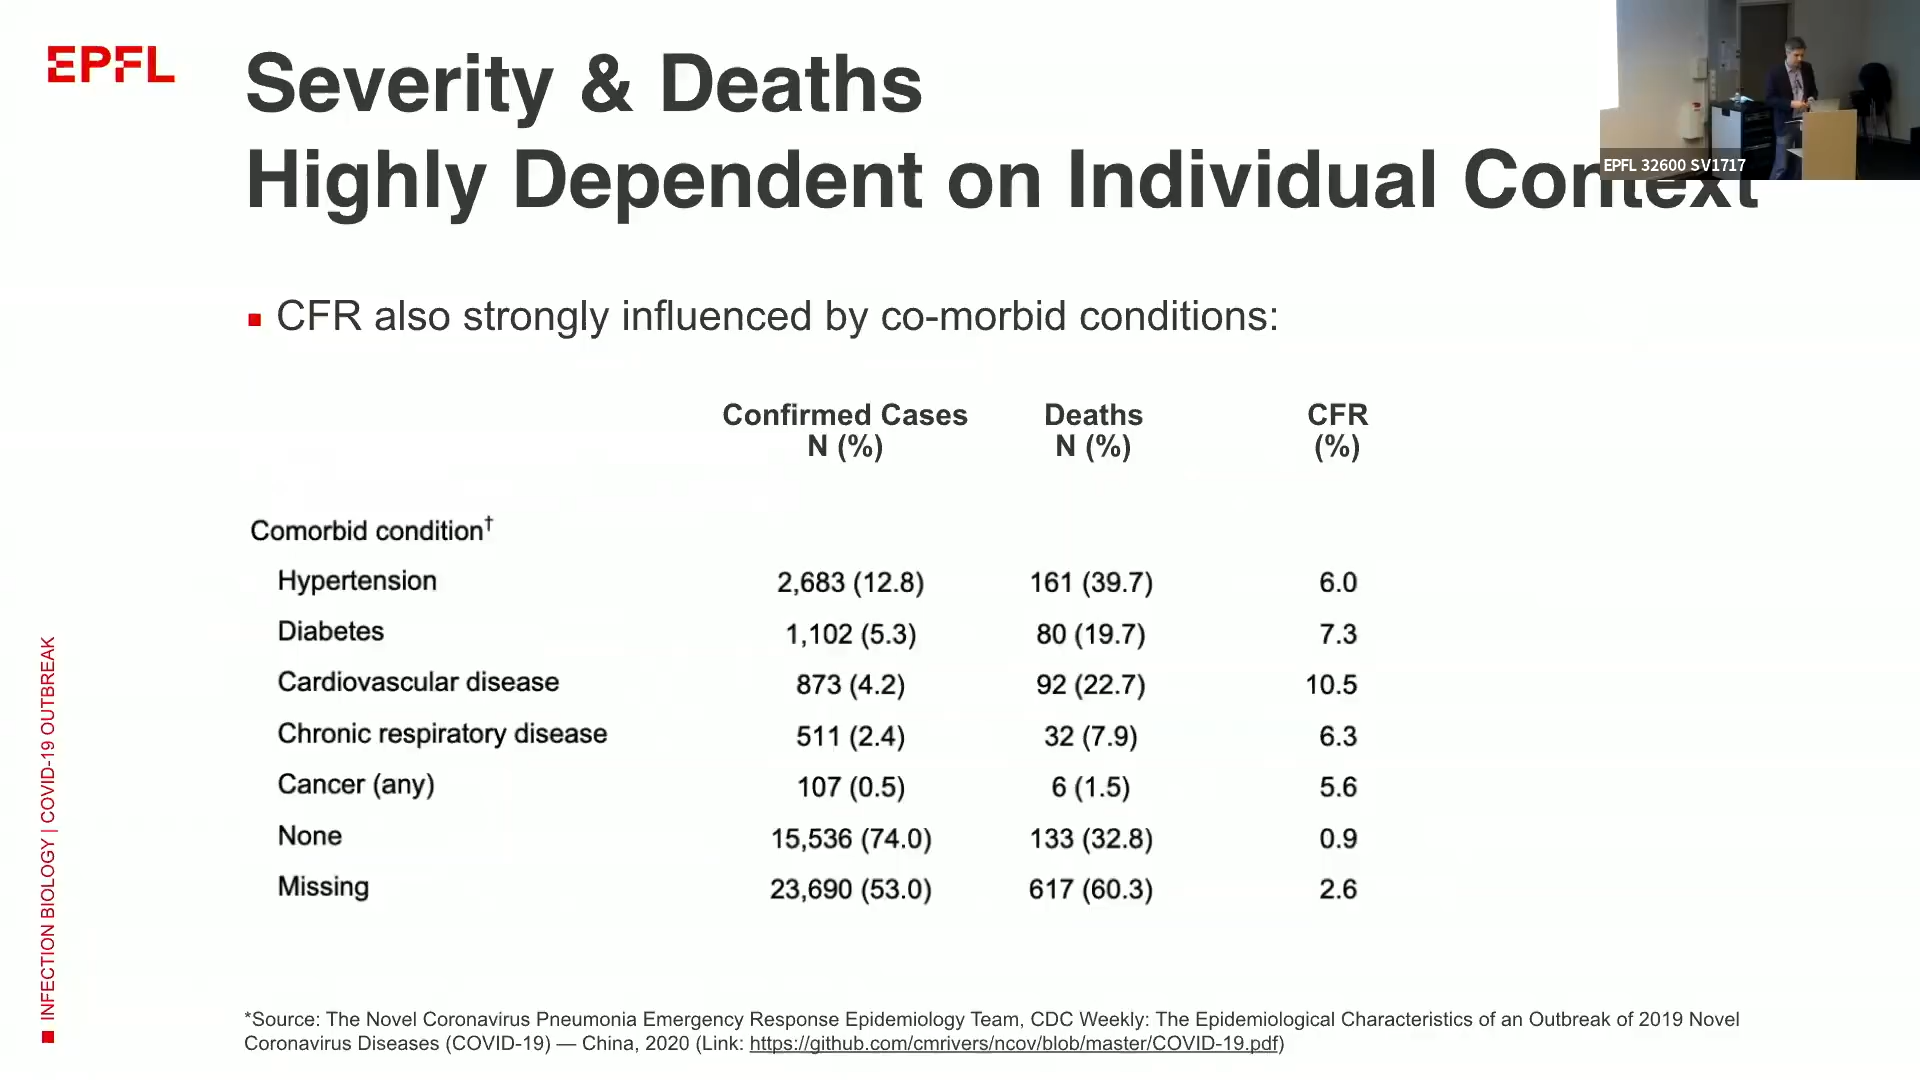 EPFL
Severity & Deaths
Highly Dependent on Individual Context
EPFL 32600 SV1717
▪ CFR also strongly influenced by co-morbid conditions:
Confirmed Cases Deaths CFR
N (%) N (%) (%)
Comorbid condition†
Hypertension 2,683 (12.8) 161 (39.7) 6.0
Diabetes 1,102 (5.3) 80 (19.7) 7.3
Cardiovascular disease 873 (4.2) 92 (22.7) 10.5
Chronic respiratory disease 511 (2.4) 32 (7.9) 6.3
Cancer (any) 107 (0.5) 6 (1.5) 5.6
None 15,536 (74.0) 133 (32.8) 0.9
Missing 23,690 (53.0) 617 (60.3) 2.6
*Source: The Novel Coronavirus Pneumonia Emergency Response Epidemiology Team, CDC Weekly: The Epidemiological Characteristics of an Outbreak of 2019 Novel
Coronavirus Diseases (COVID-19) — China, 2020 (Link: https://github.com/cmrivers/ncov/blob/master/COVID-19.pdf)
■ INFECTION BIOLOGY | COVID-19 OUTBREAK